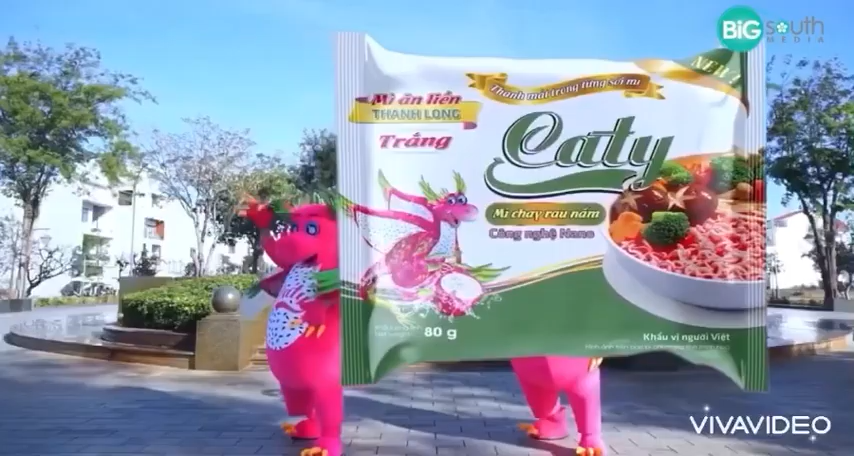 BiG south
MEDIA
NEW!
Thanh mát trong từng sợi mì
Mì ăn liền
THANH LONG
Trắng
Caty
Mì chay rau nấm
Công nghệ Nano
80 g
Khẩu vị người Việt
VIVAVIDEO